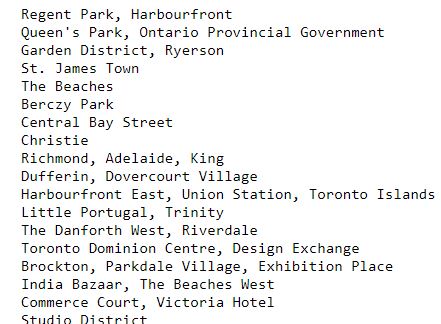 Regent Park, Harbourfront
Queen's Park, Ontario Provincial Government
Garden District, Ryerson
St. James Town
The Beaches
Berczy Park
Central Bay Street
Christie
Richmond, Adelaide, King
Dufferin, Dovercourt Village
Harbourfront East, Union Station, Toronto Islands
Little Portugal, Trinity
The Danforth West, Riverdale
Toronto Dominion Centre, Design Exchange
Brockton, Parkdale Village, Exhibition Place
India Bazaar, The Beaches West
Commerce Court, Victoria Hotel
Studio District